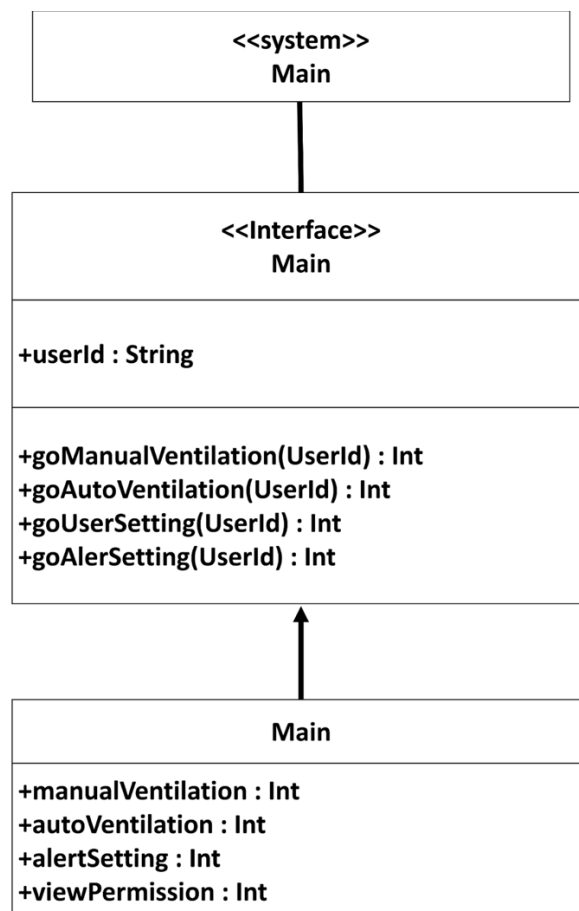 <<system>>
Main
<<Interface>>
Main
+userId : String
+goManualVentilation(UserId) : Int
+goAutoVentilation(UserId) : Int
+goUserSetting(UserId) : Int
+goAlerSetting(UserId) : Int
Main
+manualVentilation : Int
+autoVentilation : Int
+alertSetting : Int
+viewPermission : Int